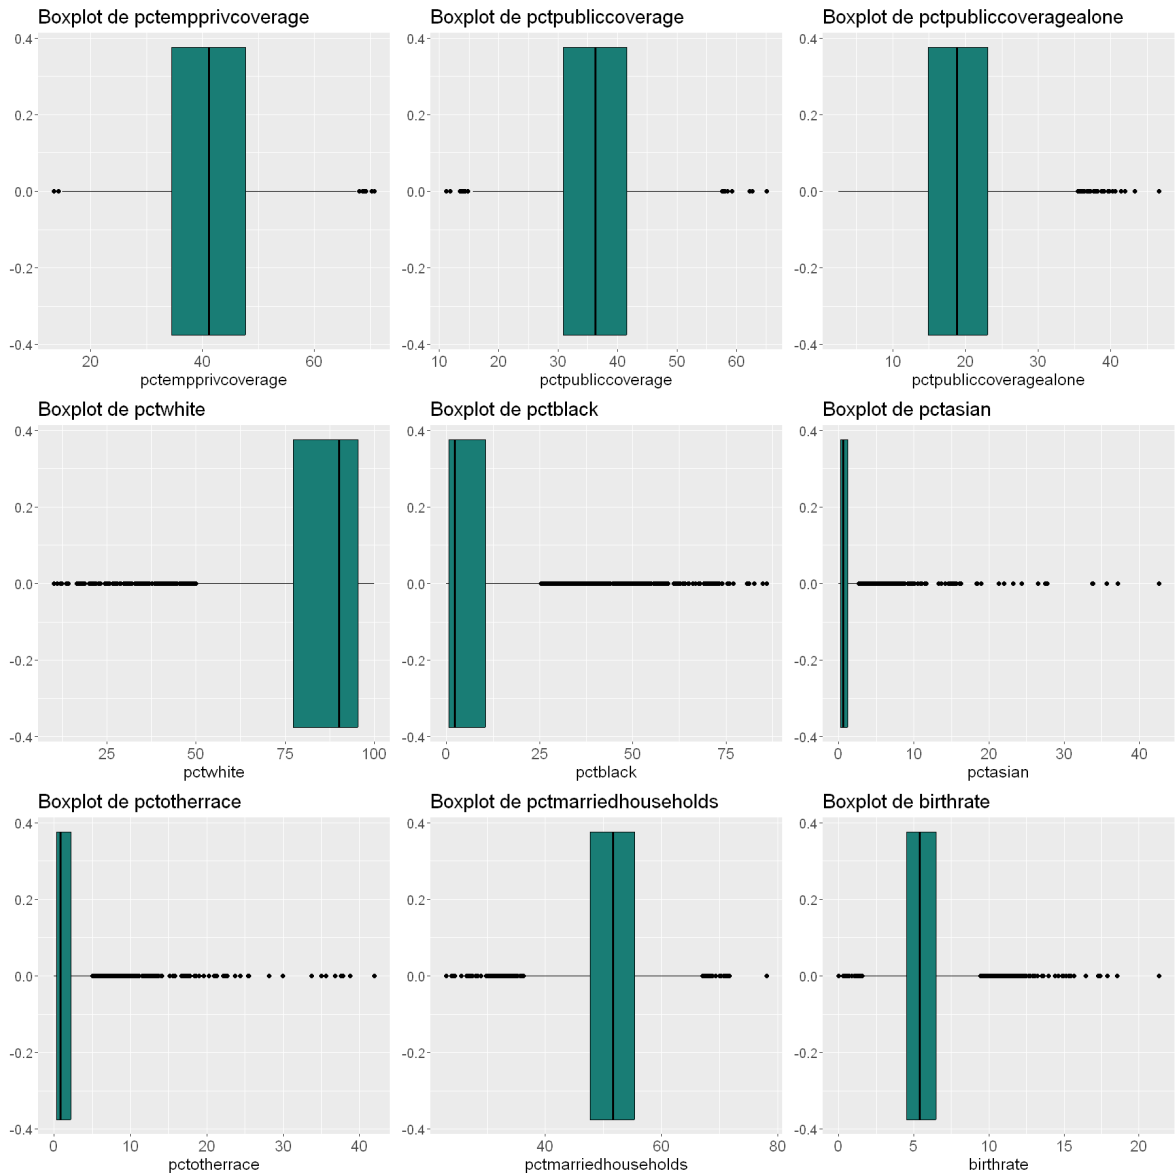 Boxplot de pctempprivcoverage
0.4
0.2
0.0
-0.2
-0.4
20 40 60
pctempprivcoverage
Boxplot de pctpubliccoverage
0.4
0.2
0.0
-0.2
-0.4
10 20 30 40 50 60
pctpubliccoverage
Boxplot de pctpubliccoveragealone
0.4
0.2
0.0
-0.2
-0.4
10 20 30 40
pctpubliccoveragealone
Boxplot de pctwhite
0.4
0.2
0.0
-0.2
-0.4
25 50 75 100
pctwhite
Boxplot de pctblack
0.4
0.2
0.0
-0.2
-0.4
0 25 50 75
pctblack
Boxplot de pctasian
0.4
0.2
0.0
-0.2
-0.4
0 10 20 30 40
pctasian
Boxplot de pctotherrace
0.4
0.2
0.0
-0.2
-0.4
0 10 20 30 40
pctotherrace
Boxplot de pctmarriedhouseholds
0.4
0.2
0.0
-0.2
-0.4
40 60 80
pctmarriedhouseholds
Boxplot de birthrate
0.4
0.2
0.0
-0.2
-0.4
0 5 10 15 20
birthrate